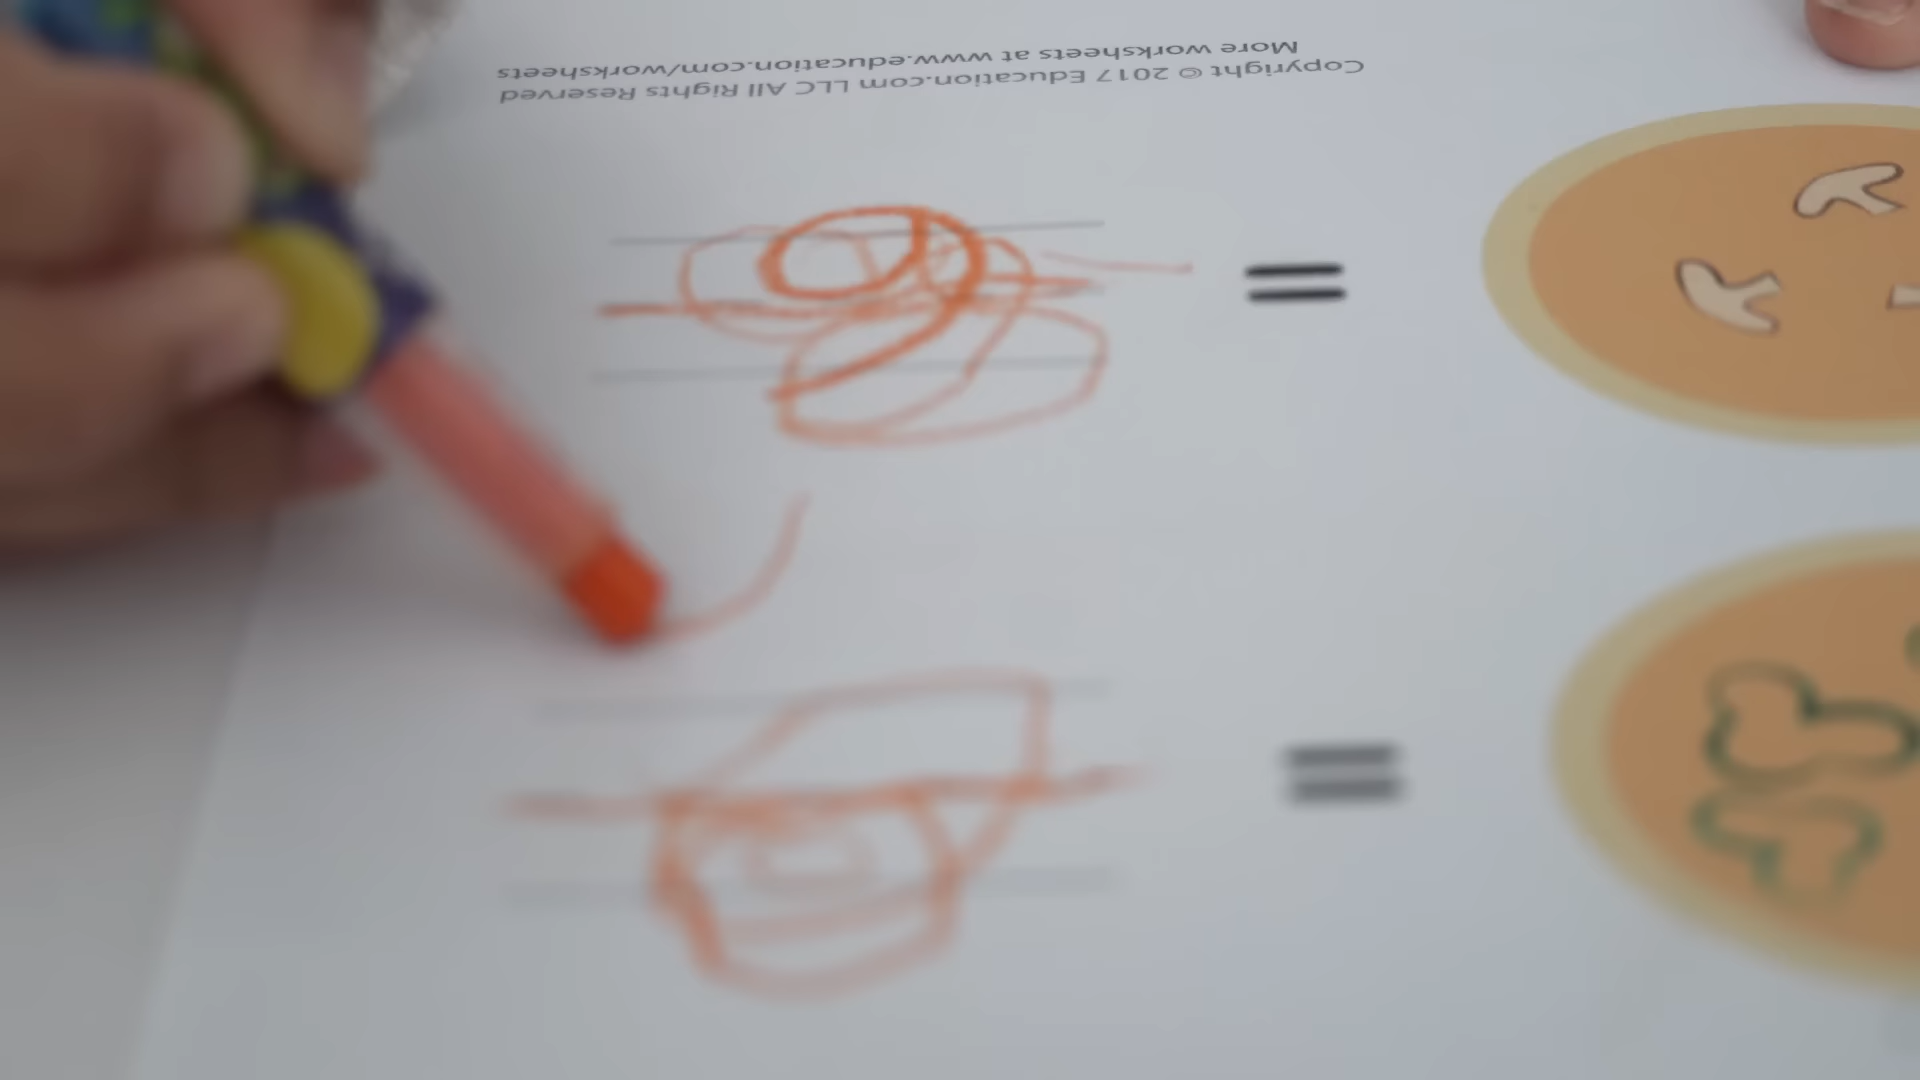 Copyright © 2017 Education.com LLC All Rights Reserved
More worksheets at www.education.com/worksheets
=
=